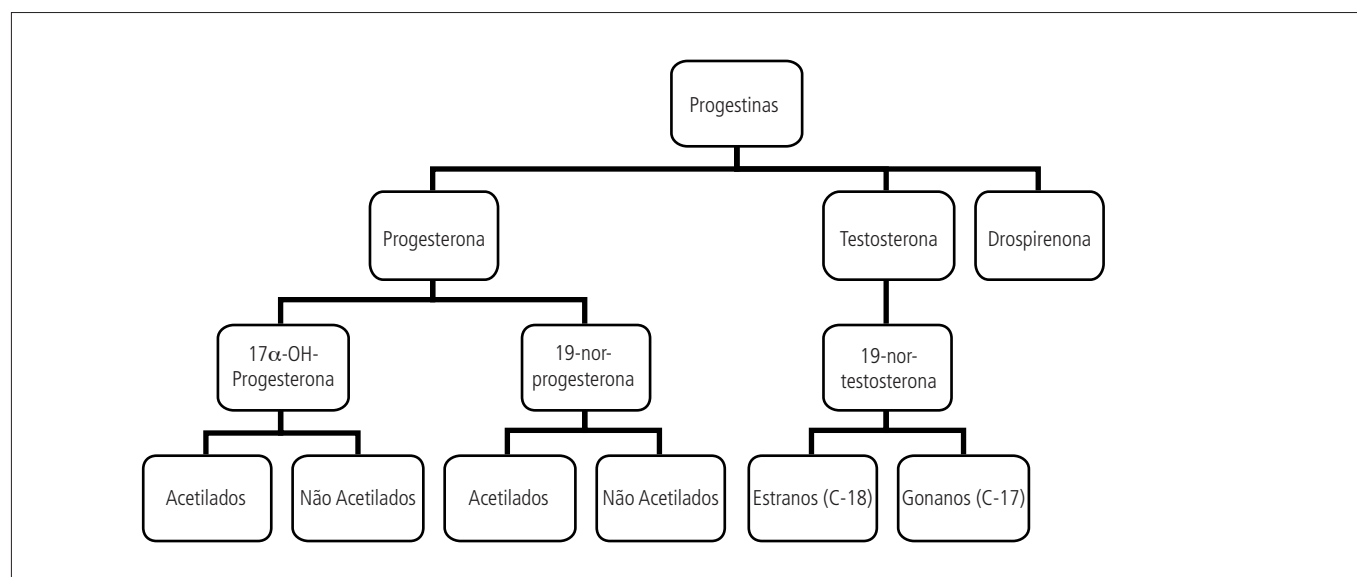 Progestinas
Progesterona
Testosterona
Drospirenona
17α-OH-
Progesterona
19-nor-
progesterona
19-nor-
testosterona
Acetilados
Não Acetilados
Acetilados
Não Acetilados
Estranos (C-18)
Gonanos (C-17)